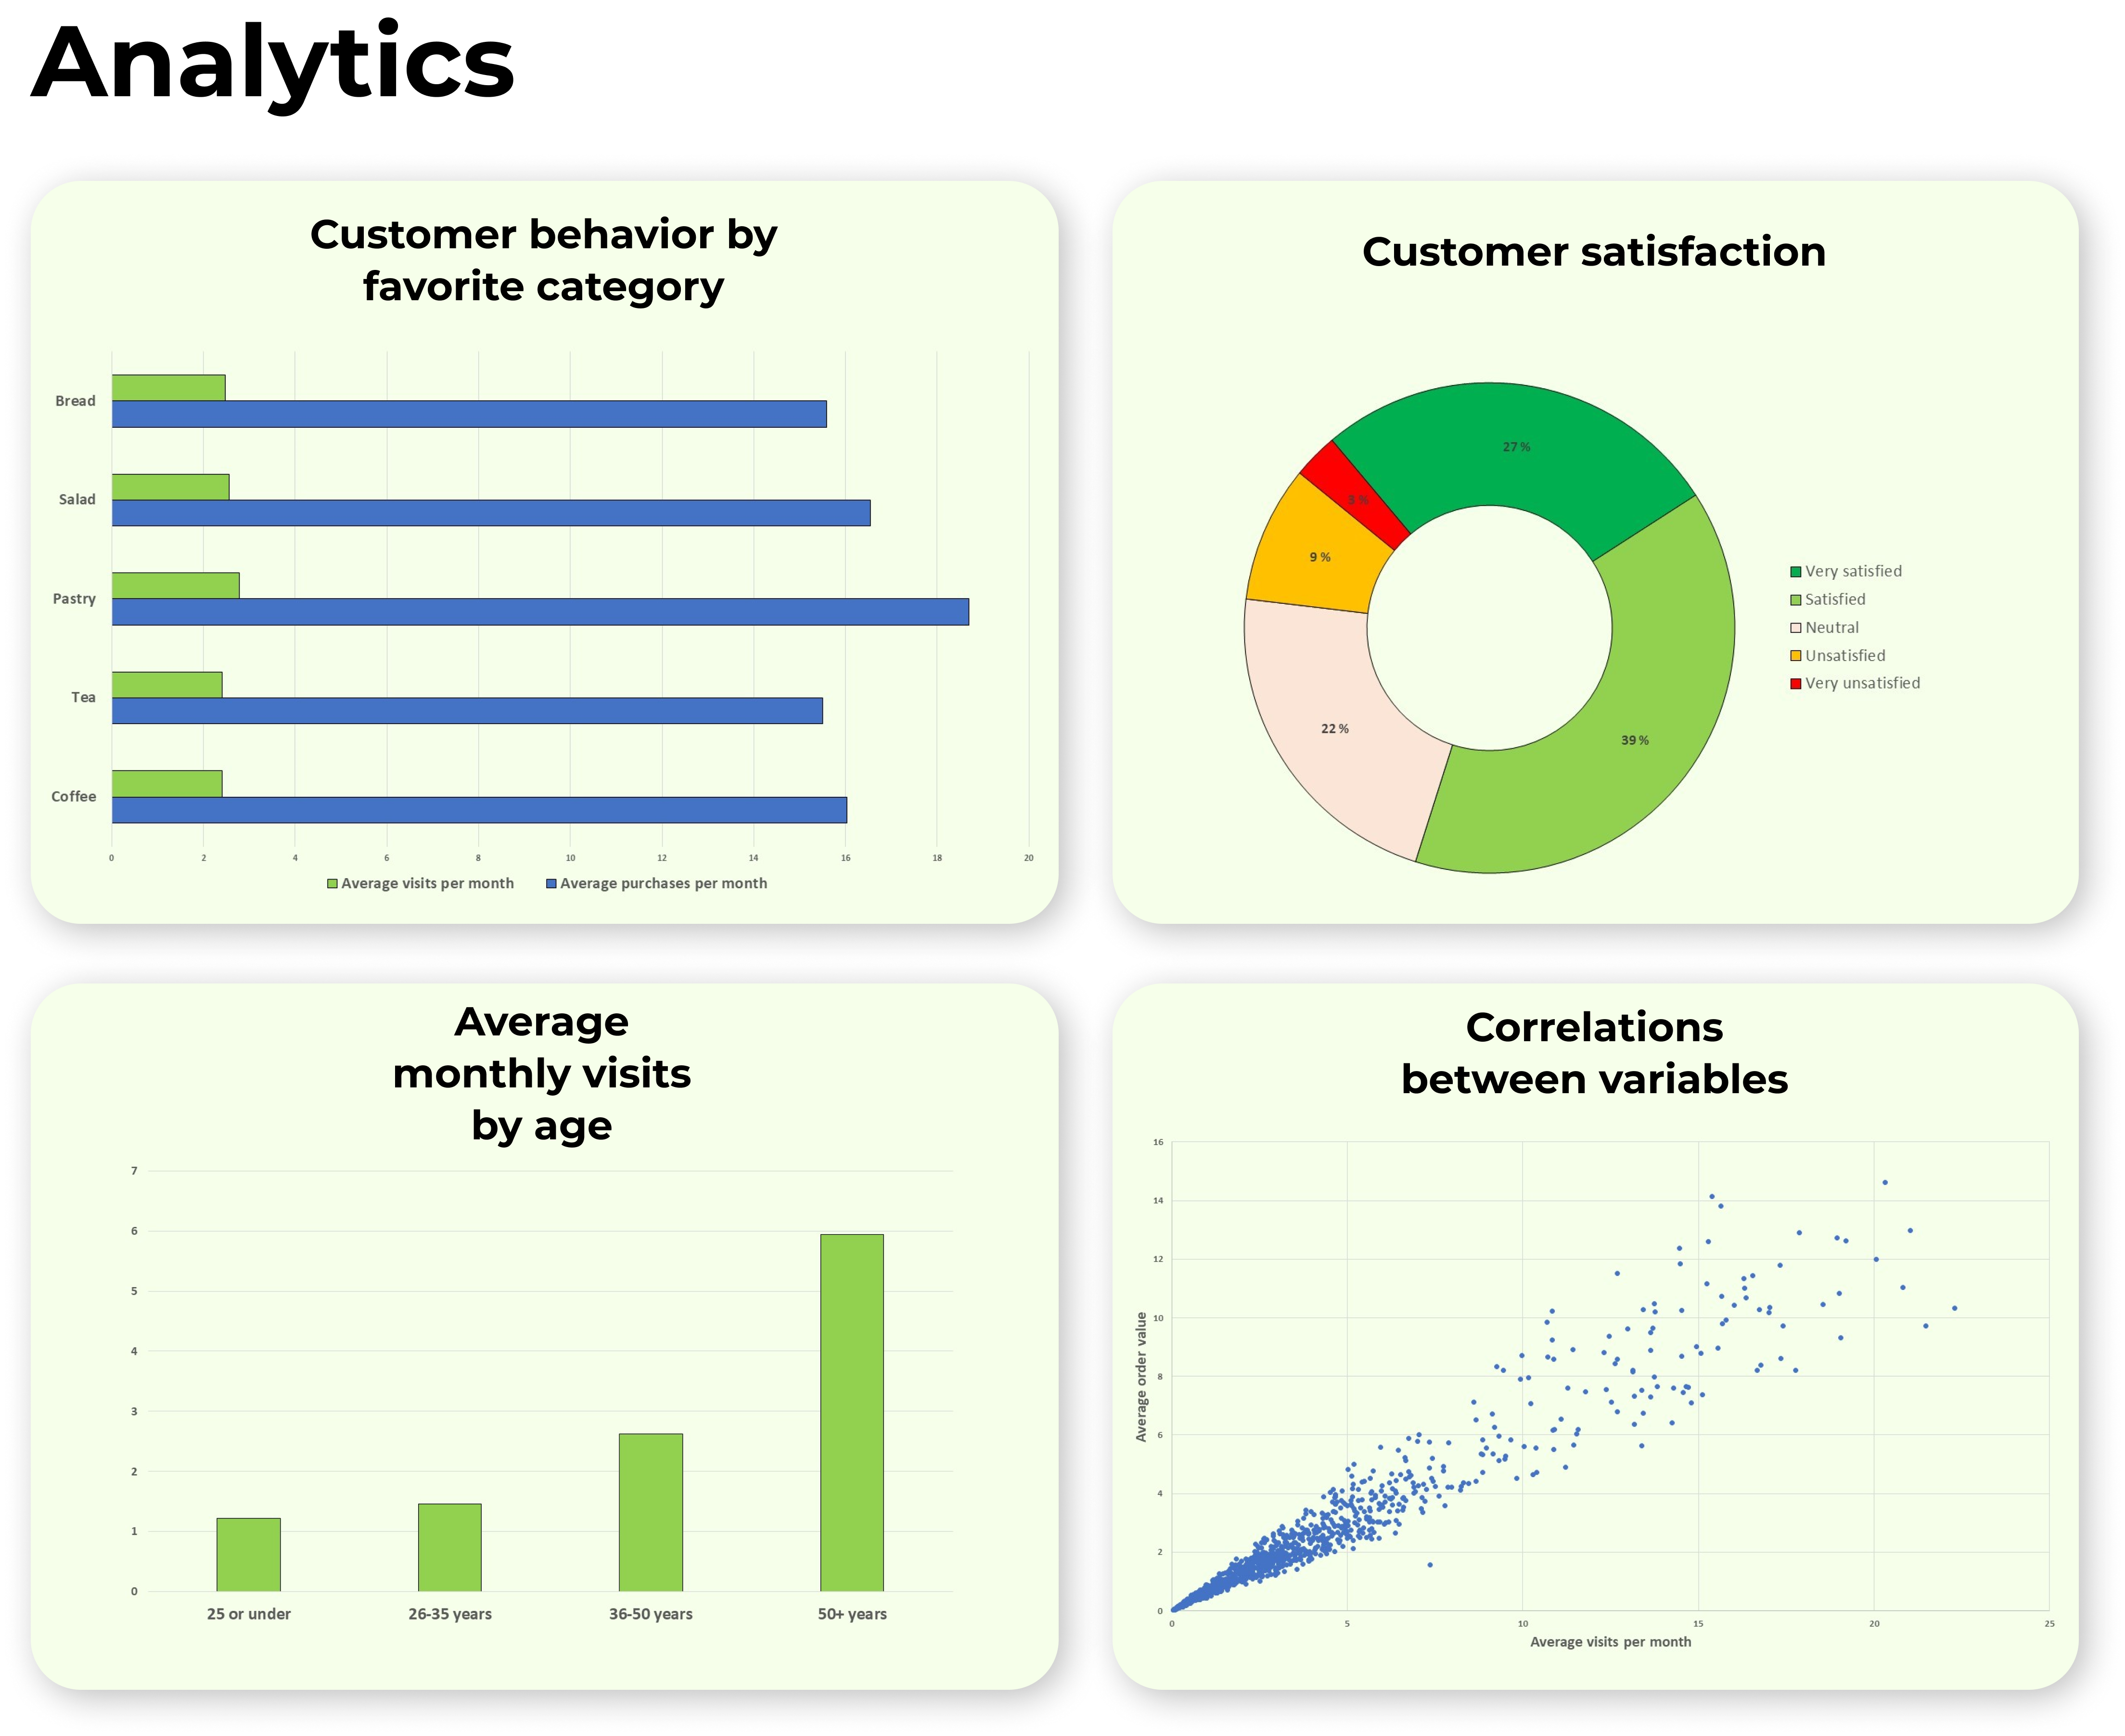 Analytics
Customer behavior by
favorite category
Bread
Salad
Pastry
Tea
Coffee
0 2 4 6 8 10 12 14 16 18 20
Average visits per month Average purchases per month
Customer satisfaction
27 %
3 %
9 %
22 %
39 %
Very satisfied
Satisfied
Neutral
Unsatisfied
Very unsatisfied
Average
monthly visits
by age
7
6
5
4
3
2
1
0
25 or under 26-35 years 36-50 years 50+ years
Correlations
between variables
Average order value
16
14
12
10
8
6
4
2
0
0 5 10 15 20 25
Average visits per month